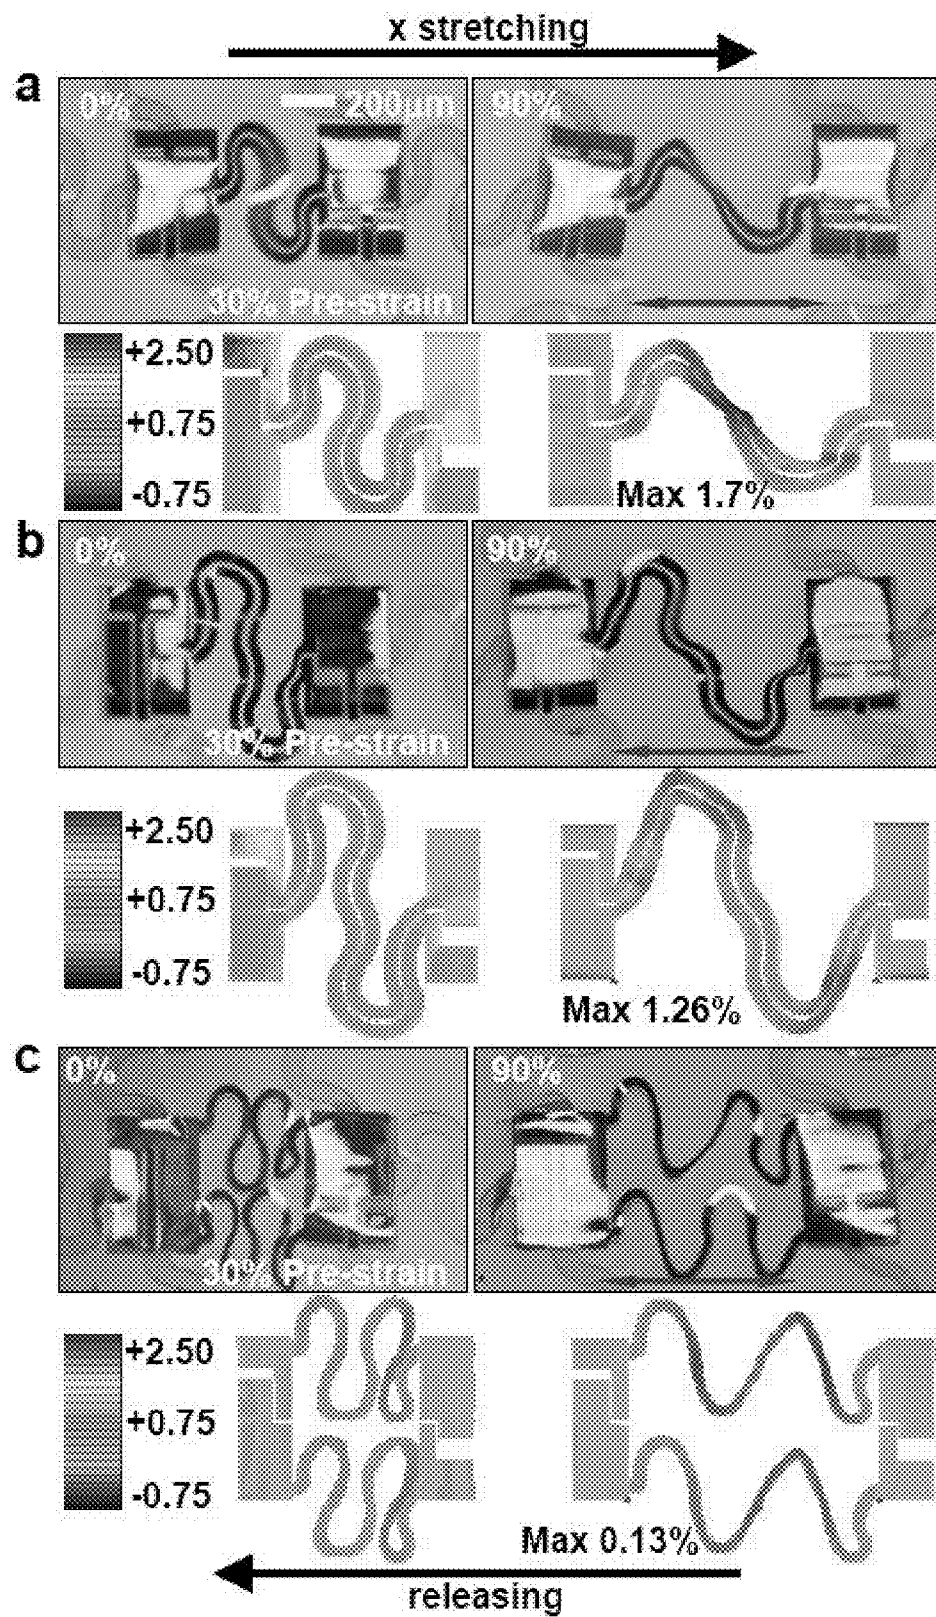 x stretching
a
0% 200µm 90%
30% Pre-strain
+2.50
+0.75
-0.75
Max 1.7%
b
0% 90%
30% Pre-strain
+2.50
+0.75
-0.75
Max 1.26%
c
0% 90%
30% Pre-strain
+2.50
+0.75
-0.75
Max 0.13%
releasing